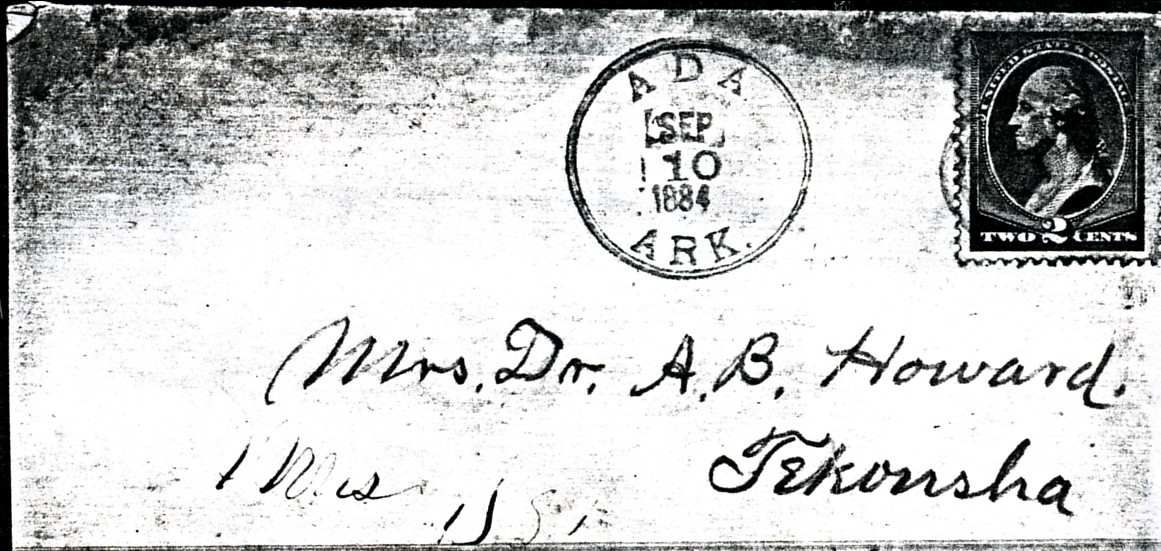 ADA
SEP
10
1884
ARK.
UNITED STATES POSTAGE
TWO 2 CENTS
Mrs. Dr. A. B. Howard.
Tekonsha